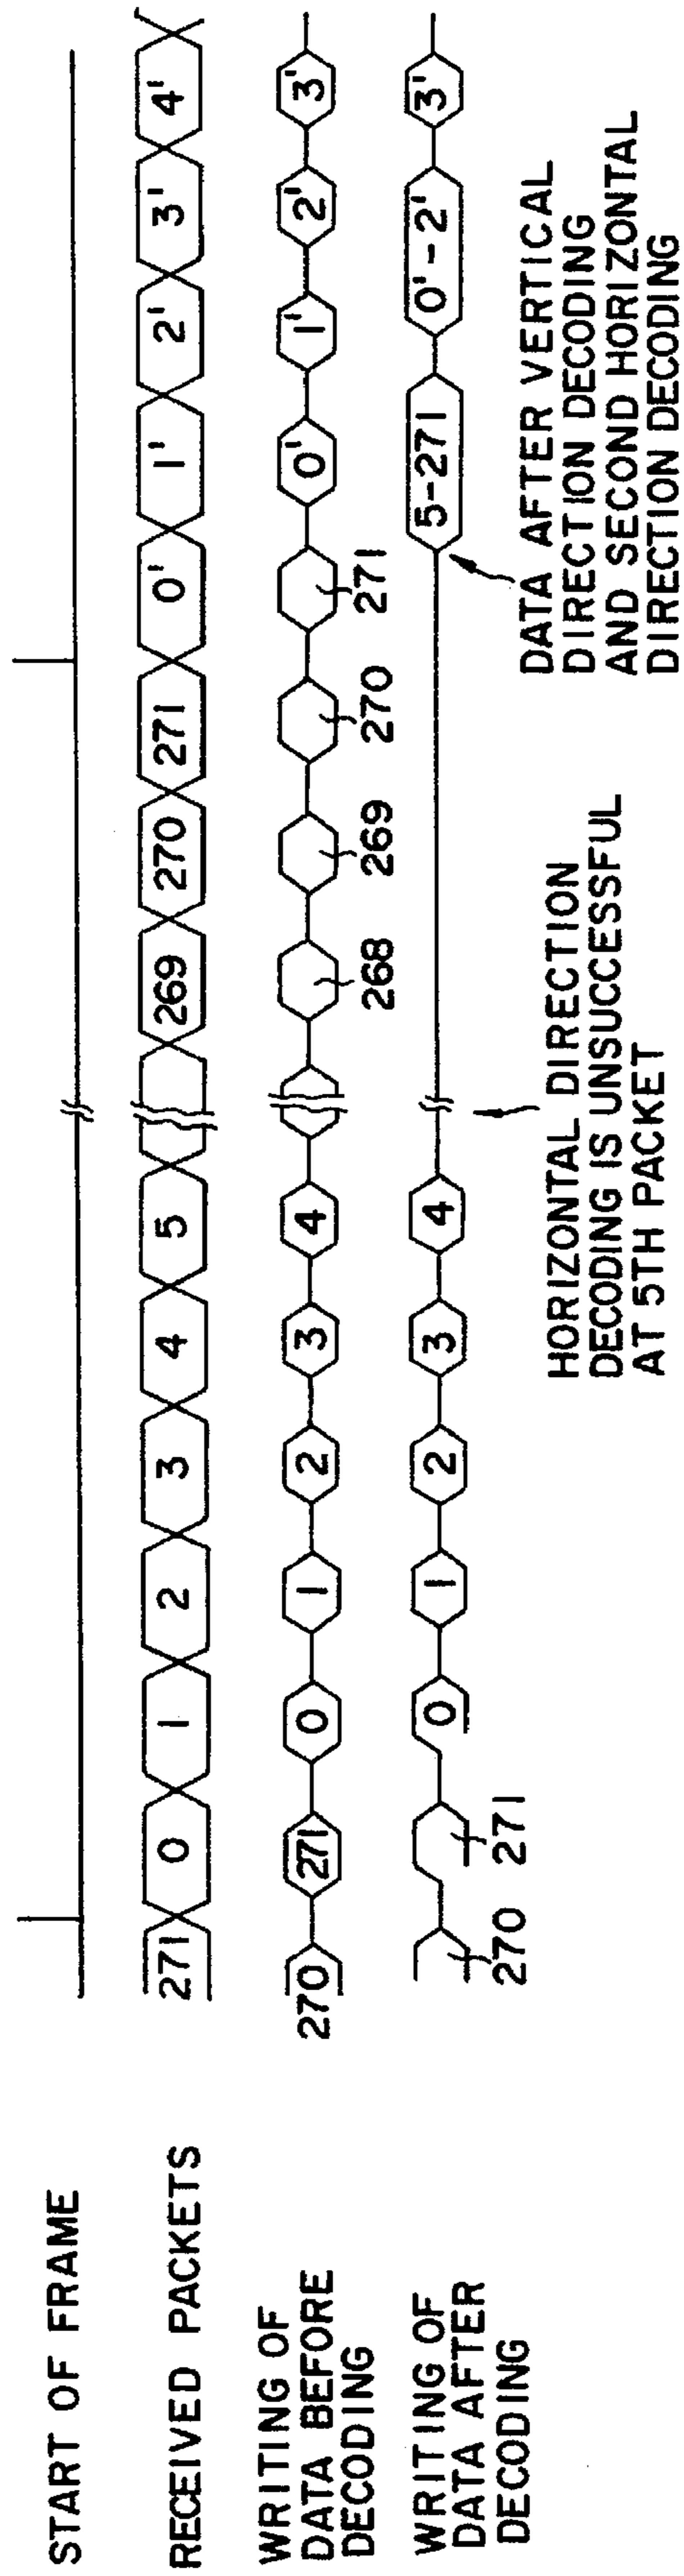 START OF FRAME
RECEIVED PACKETS
271 0 1 2 3 4 5 269 270 271 0' 1' 2' 3' 4'
WRITING OF
DATA BEFORE
DECODING
270 271 0 1 2 3 4 268 269 270 271 0' 1' 2' 3'
WRITING OF
DATA AFTER
DECODING
270 271 0 1 2 3 4 5-271 0'-2' 3'
HORIZONTAL DIRECTION
DECODING IS UNSUCCESSFUL
AT 5TH PACKET
DATA AFTER VERTICAL
DIRECTION DECODING
AND SECOND HORIZONTAL
DIRECTION DECODING